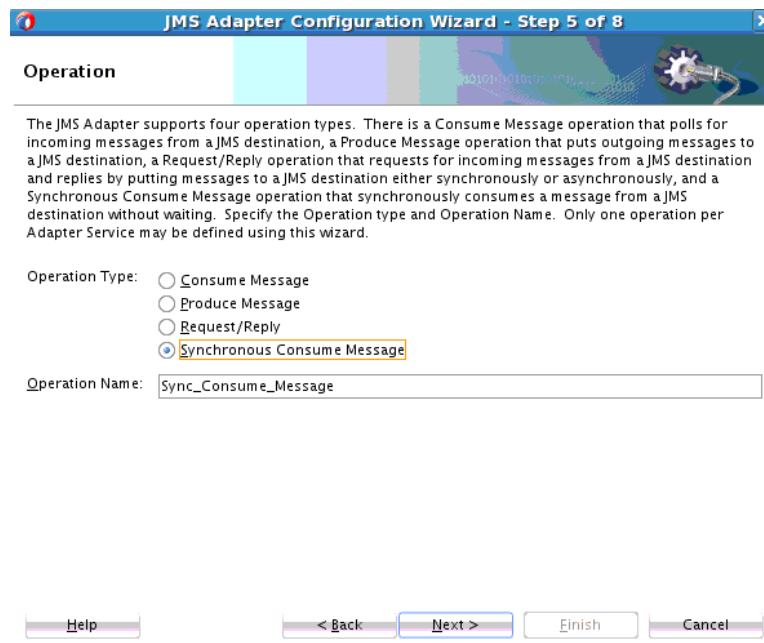 JMS Adapter Configuration Wizard - Step 5 of 8
Operation
The JMS Adapter supports four operation types. There is a Consume Message operation that polls for
incoming messages from a JMS destination, a Produce Message operation that puts outgoing messages to
a JMS destination, a Request/Reply operation that requests for incoming messages from a JMS destination
and replies by putting messages to a JMS destination either synchronously or asynchronously, and a
Synchronous Consume Message operation that synchronously consumes a message from a JMS
destination without waiting. Specify the Operation type and Operation Name. Only one operation per
Adapter Service may be defined using this wizard.
Operation Type:
Consume Message
Produce Message
Request/Reply
Synchronous Consume Message
Operation Name:
Sync_Consume_Message
Help
< Back
Next >
Finish
Cancel